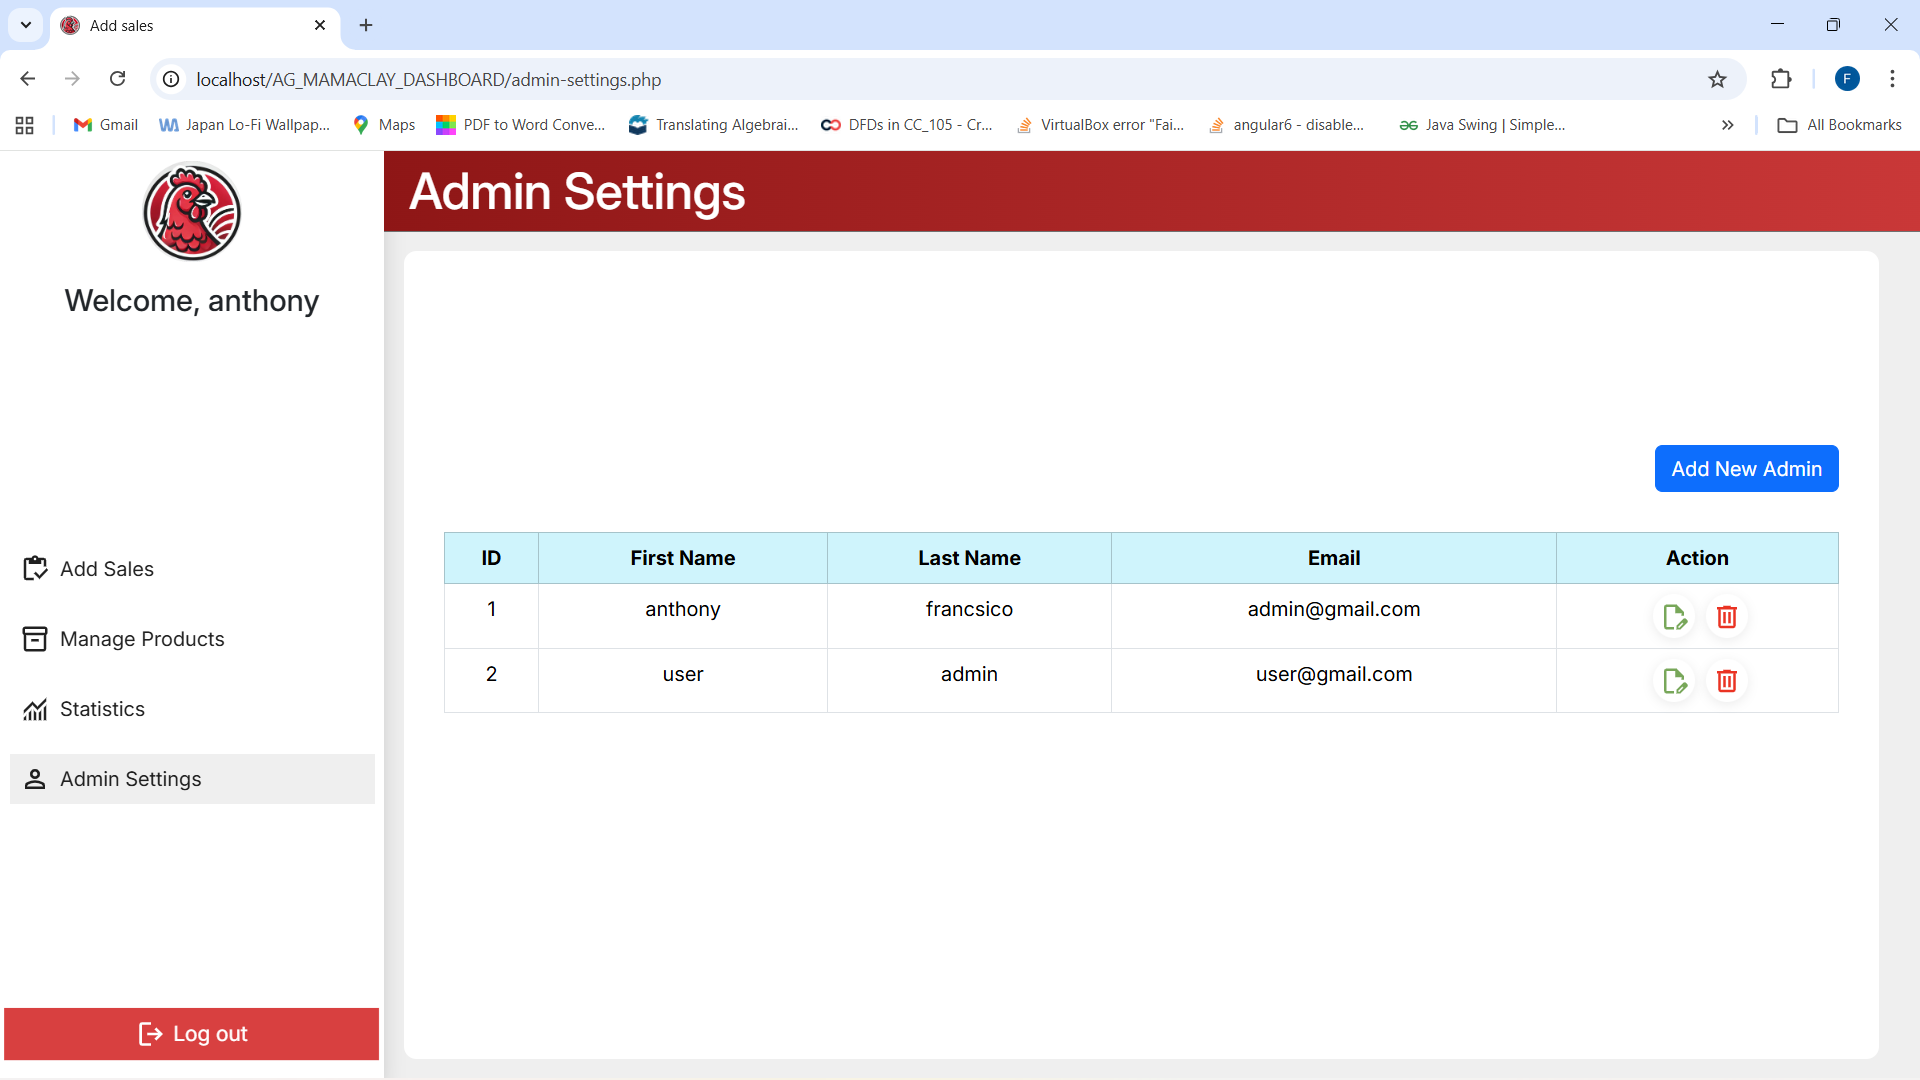 Add sales
localhost/AG_MAMACLAY_DASHBOARD/admin-settings.php
F
Gmail
Japan Lo-Fi Wallpap...
Maps
PDF to Word Conve...
Translating Algebrai...
DFDs in CC_105 - Cr...
VirtualBox error "Fai...
angular6 - disable...
Java Swing | Simple...
All Bookmarks
Welcome, anthony
Add Sales
Manage Products
Statistics
Admin Settings
Log out
Admin Settings
Add New Admin
ID First Name Last Name Email Action
1 anthony francsico admin@gmail.com
2 user admin user@gmail.com